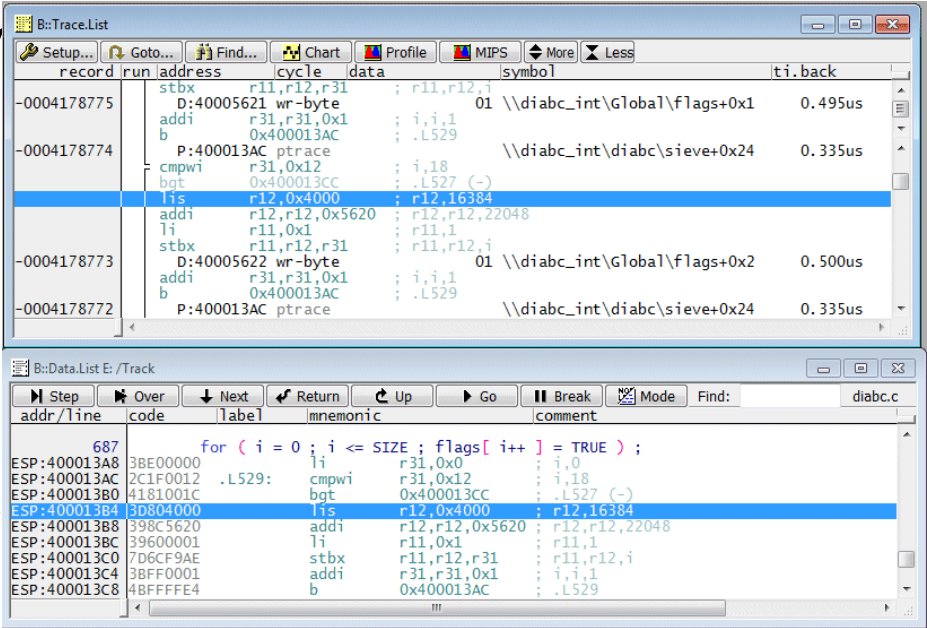 B::Trace.List
Setup... Goto... Find... Chart Profile MIPS More Less
record run address cycle data symbol ti.back
stbx r11,r12,r31 ; r11,r12,i
-0004178775 D:40005621 wr-byte 01 \\diabc_int\Global\flags+0x1 0.495us
addi r31,r31,0x1 ; i,i,1
b 0x400013AC ; .L529
-0004178774 P:400013AC ptrace \\diabc_int\diabc\sieve+0x24 0.335us
cmpwi r31,0x12 ; i,18
bgt 0x400013CC ; .L527 (-)
lis r12,0x4000 ; r12,16384
addi r12,r12,0x5620 ; r12,r12,22048
li r11,0x1 ; r11,1
stbx r11,r12,r31 ; r11,r12,i
-0004178773 D:40005622 wr-byte 01 \\diabc_int\Global\flags+0x2 0.500us
addi r31,r31,0x1 ; i,i,1
b 0x400013AC ; .L529
-0004178772 P:400013AC ptrace \\diabc_int\diabc\sieve+0x24 0.335us
B::Data.List E: /Track
Step Over Next Return Up Go Break Mode Find: diabc.c
addr/line code label mnemonic comment
687 for ( i = 0 ; i <= SIZE ; flags[ i++ ] = TRUE ) ;
ESP:400013A8 3BE00000 li r31,0x0 ; i,0
ESP:400013AC 2C1F0012 .L529: cmpwi r31,0x12 ; i,18
ESP:400013B0 4181001C bgt 0x400013CC ; .L527 (-)
ESP:400013B4 3D804000 lis r12,0x4000 ; r12,16384
ESP:400013B8 398C5620 addi r12,r12,0x5620 ; r12,r12,22048
ESP:400013BC 39600001 li r11,0x1 ; r11,1
ESP:400013C0 7D6CF9AE stbx r11,r12,r31 ; r11,r12,i
ESP:400013C4 3BFF0001 addi r31,r31,0x1 ; i,i,1
ESP:400013C8 4BFFFFE4 b 0x400013AC ; .L529